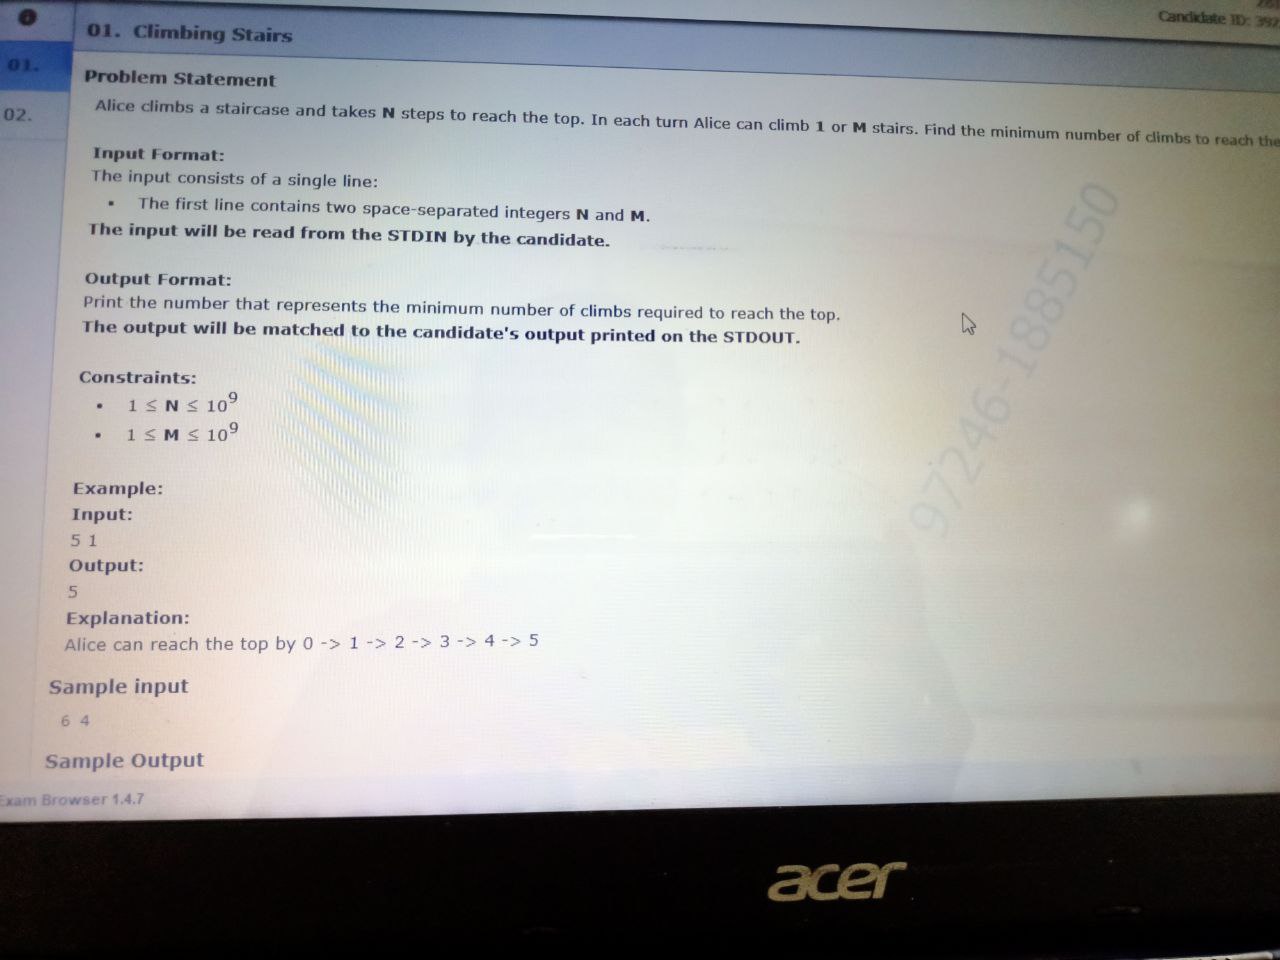 Candidate ID: 392
01. Climbing Stairs
01.
02.
Problem Statement
Alice climbs a staircase and takes N steps to reach the top. In each turn Alice can climb 1 or M stairs. Find the minimum number of climbs to reach the
Input Format:
The input consists of a single line:
• The first line contains two space-separated integers N and M.
The input will be read from the STDIN by the candidate.
Output Format:
Print the number that represents the minimum number of climbs required to reach the top.
The output will be matched to the candidate's output printed on the STDOUT.
Constraints:
• 1 ≤ N ≤ 10^9
• 1 ≤ M ≤ 10^9
Example:
Input:
5 1
Output:
5
Explanation:
Alice can reach the top by 0 -> 1 -> 2 -> 3 -> 4 -> 5
Sample input
6 4
Sample Output
Exam Browser 1.4.7
97246-1885150
acer